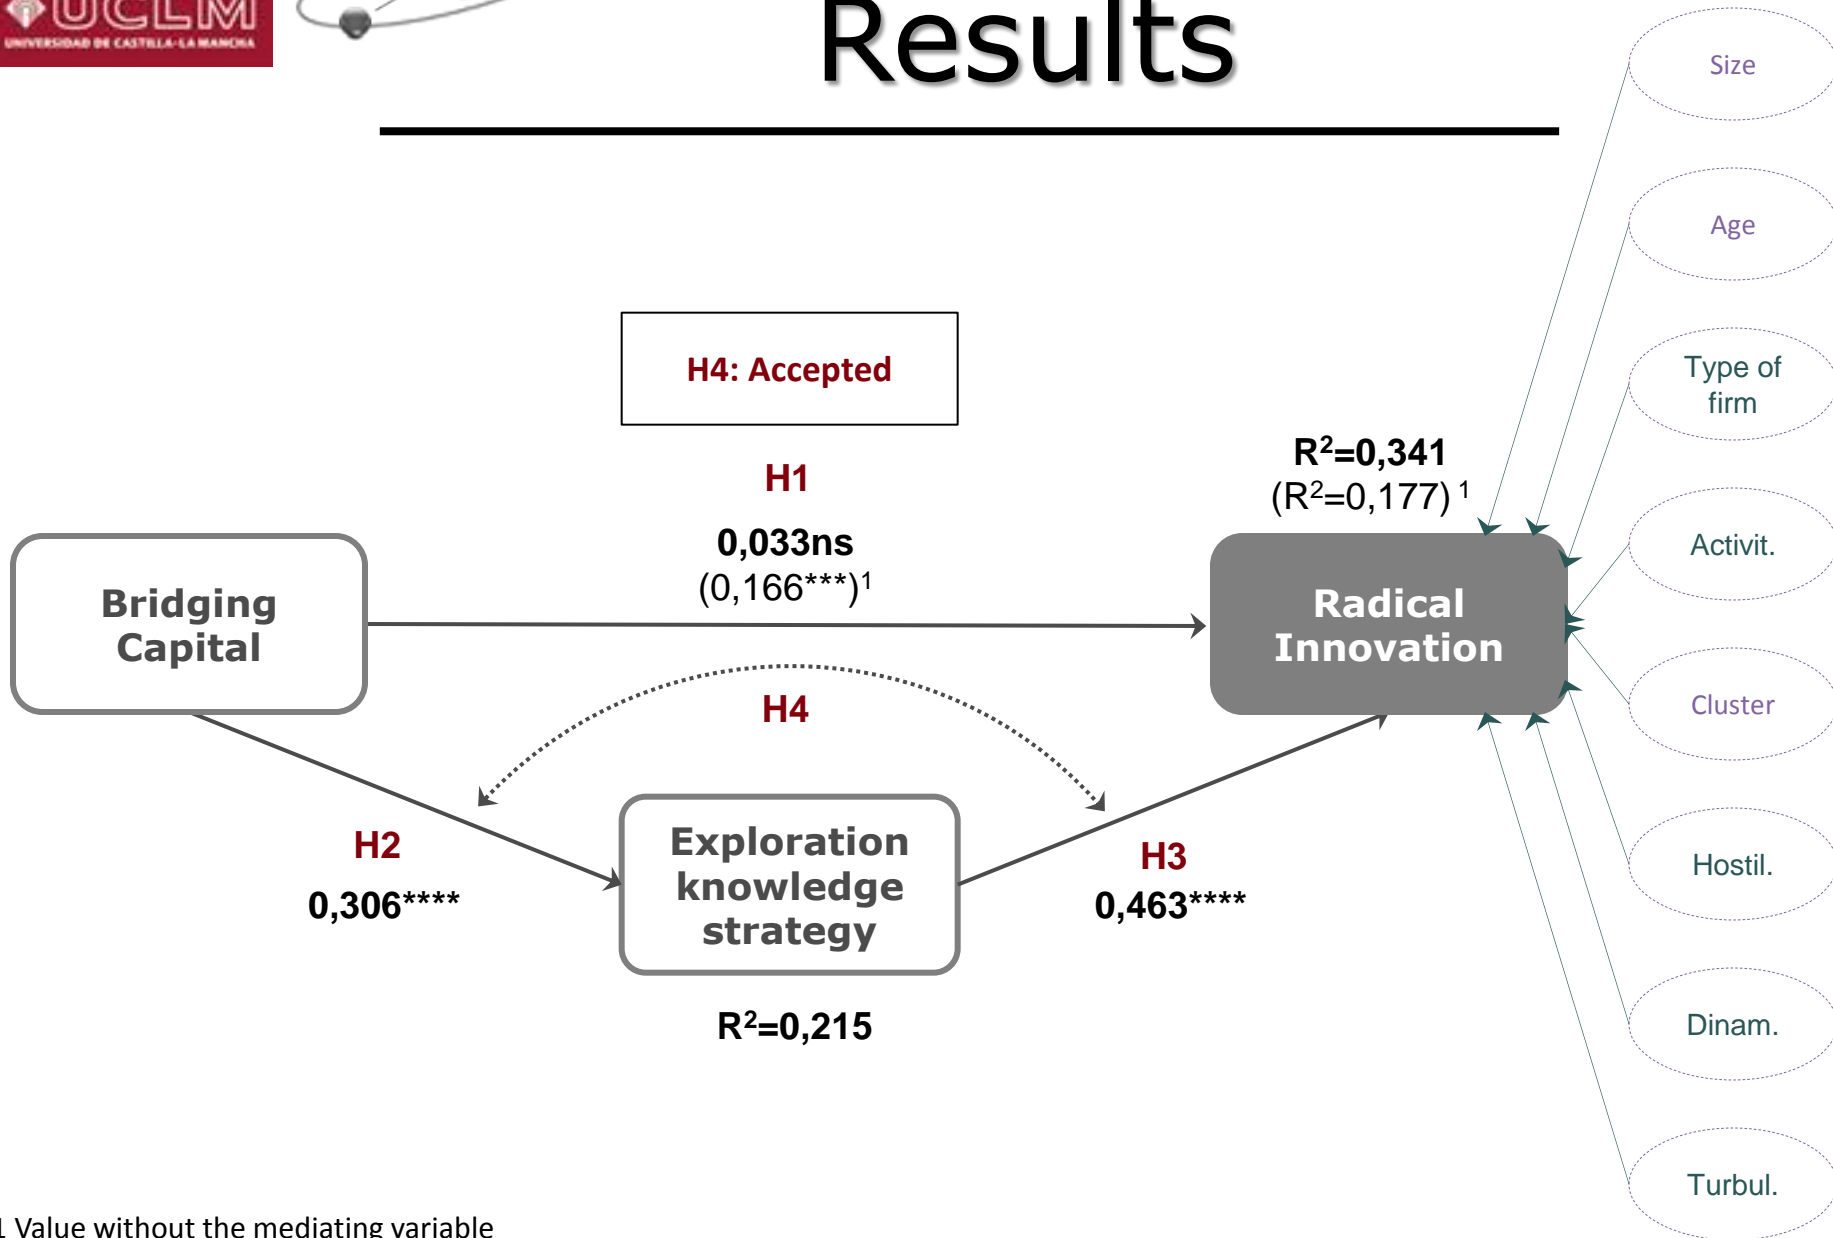 UCLM
UNIVERSIDAD DE CASTILLA-LA MANCHA
Results
Size
Age
Type of
firm
Activit.
Cluster
Hostil.
Dinam.
Turbul.
H4: Accepted
H1
0,033ns
(0,166***)1
R2=0,341
(R2=0,177) 1
Bridging
Capital
Radical
Innovation
H4
H2
0,306****
Exploration
knowledge
strategy
H3
0,463****
R2=0,215
1 Value without the mediating variable